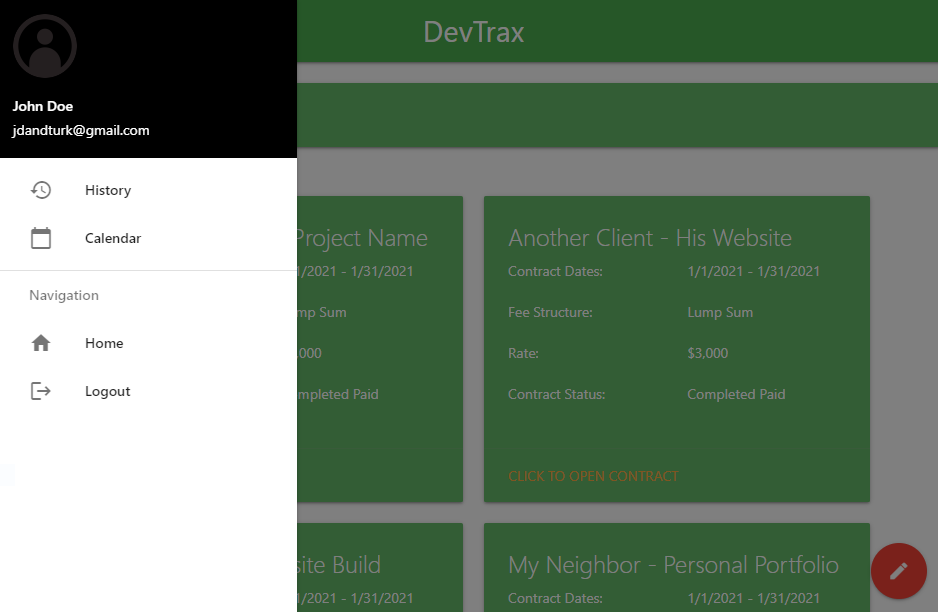 DevTrax
John Doe
jdandturk@gmail.com
History
Calendar
Navigation
Home
Logout
Project Name
/1/2021 - 1/31/2021
mp Sum
,000
mpleted Paid
Another Client - His Website
Contract Dates: 1/1/2021 - 1/31/2021
Fee Structure: Lump Sum
Rate: $3,000
Contract Status: Completed Paid
CLICK TO OPEN CONTRACT
site Build
/1/2021 - 1/31/2021
My Neighbor - Personal Portfolio
Contract Dates: 1/1/2021 - 1/31/2021